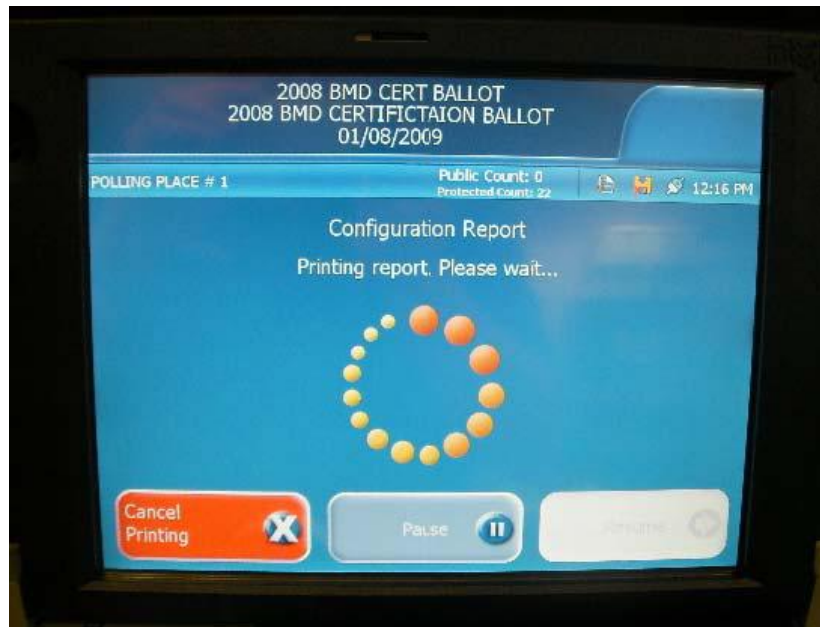 2008 BMD CERT BALLOT
2008 BMD CERTIFICTAION BALLOT
01/08/2009
POLLING PLACE # 1
Public Count: 0
Protected Count: 22
12:16 PM
Configuration Report
Printing report. Please wait...
Cancel
Printing
Pause
Resume